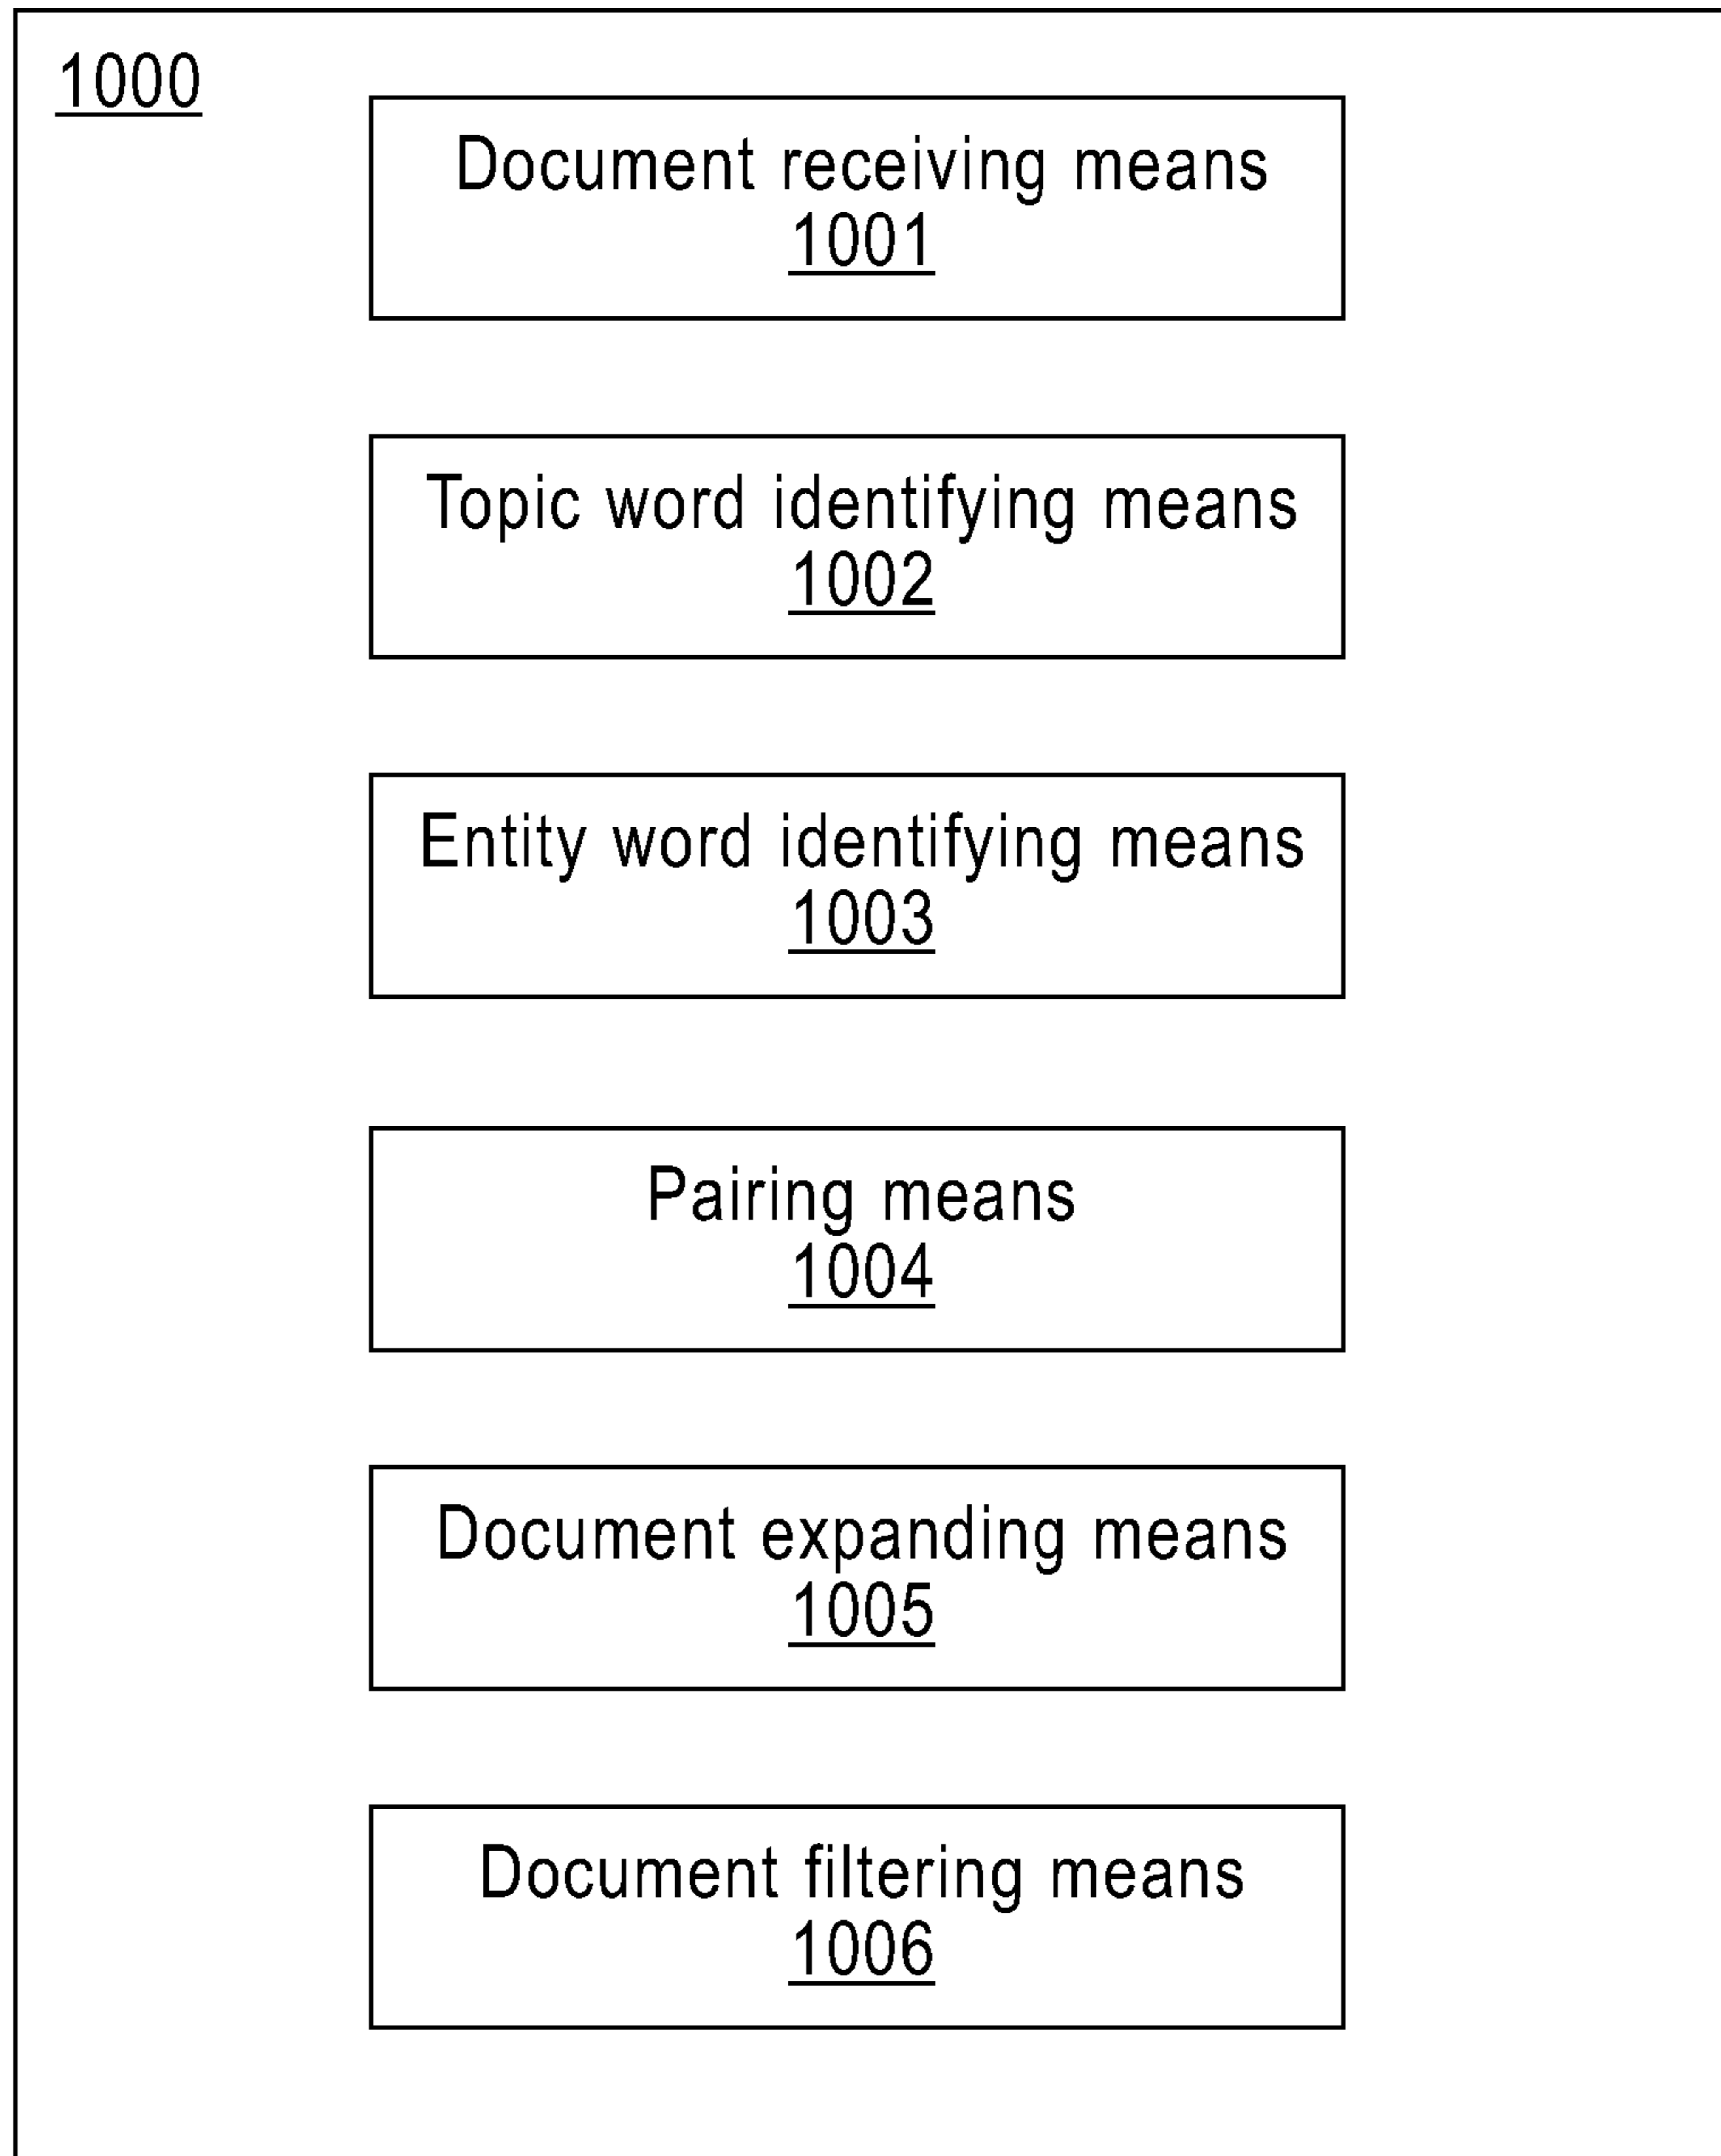 1000
Document receiving means
1001
Topic word identifying means
1002
Entity word identifying means
1003
Pairing means
1004
Document expanding means
1005
Document filtering means
1006